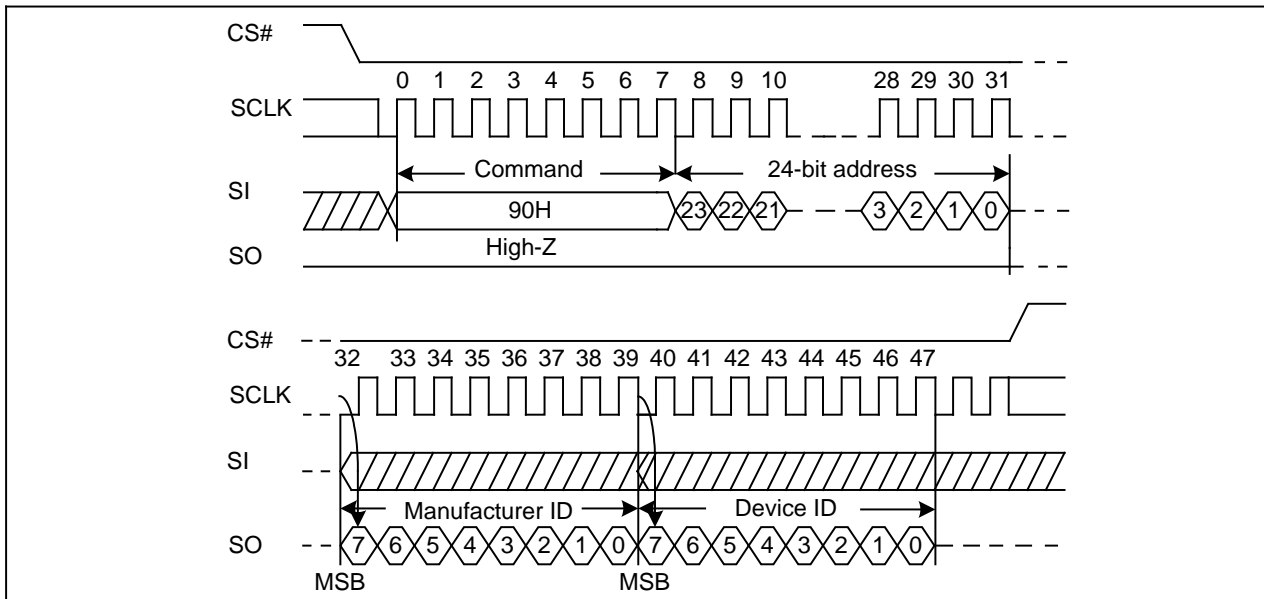 CS#
0 1 2 3 4 5 6 7 8 9 10 28 29 30 31
SCLK
Command 24-bit address
SI
90H 23 22 21 3 2 1 0
High-Z
SO
CS#
32 33 34 35 36 37 38 39 40 41 42 43 44 45 46 47
SCLK
SI
Manufacturer ID Device ID
SO 7 6 5 4 3 2 1 0 7 6 5 4 3 2 1 0
MSB MSB